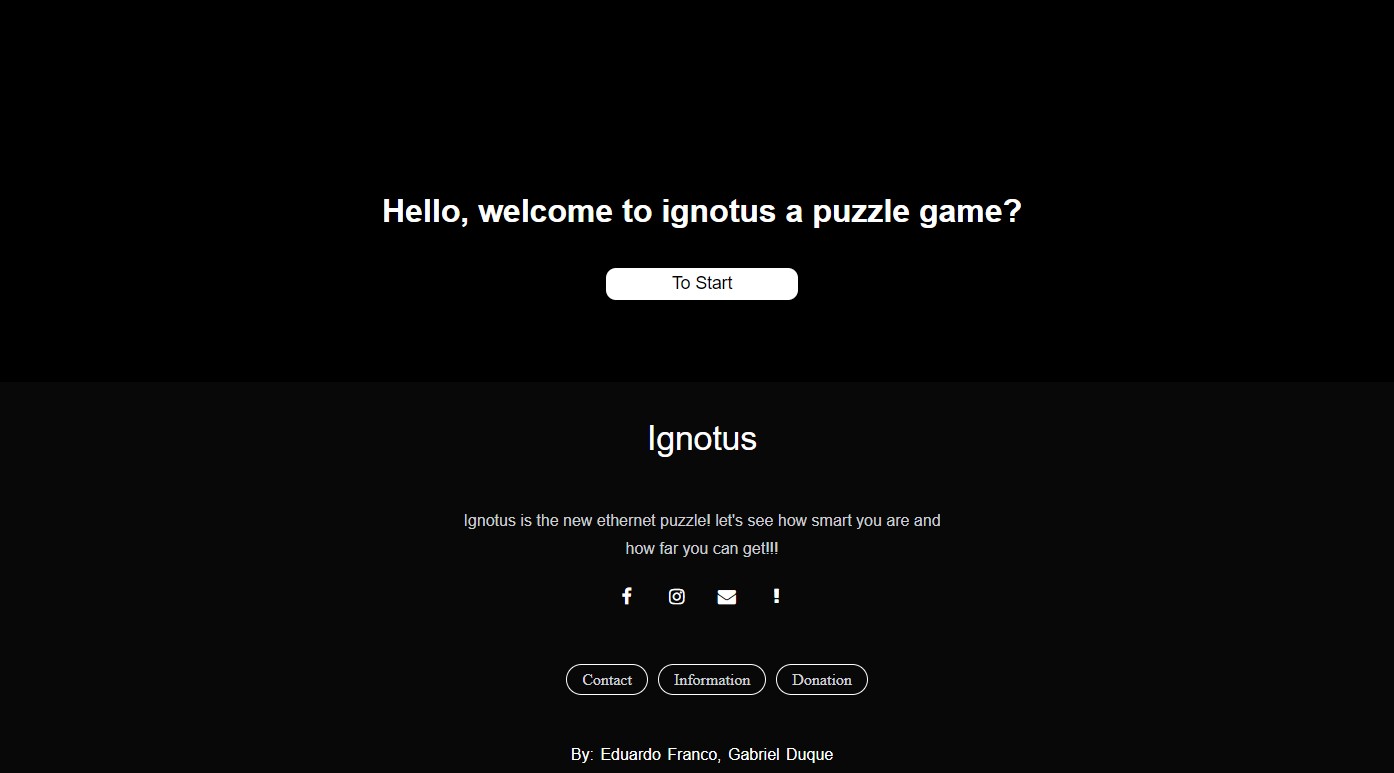 Hello, welcome to ignotus a puzzle game?
To Start
Ignotus
Ignotus is the new ethernet puzzle! let's see how smart you are and
how far you can get!!!
Contact Information Donation
By: Eduardo Franco, Gabriel Duque